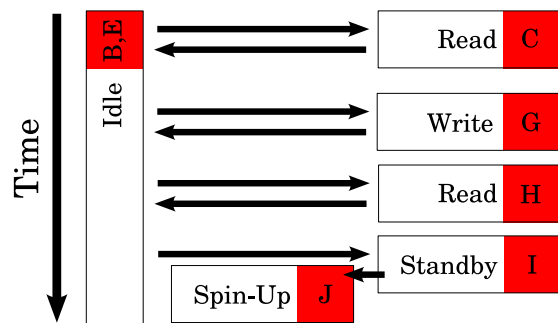 Time
B,E
Idle
Read C
Write G
Read H
Standby I
Spin-Up J